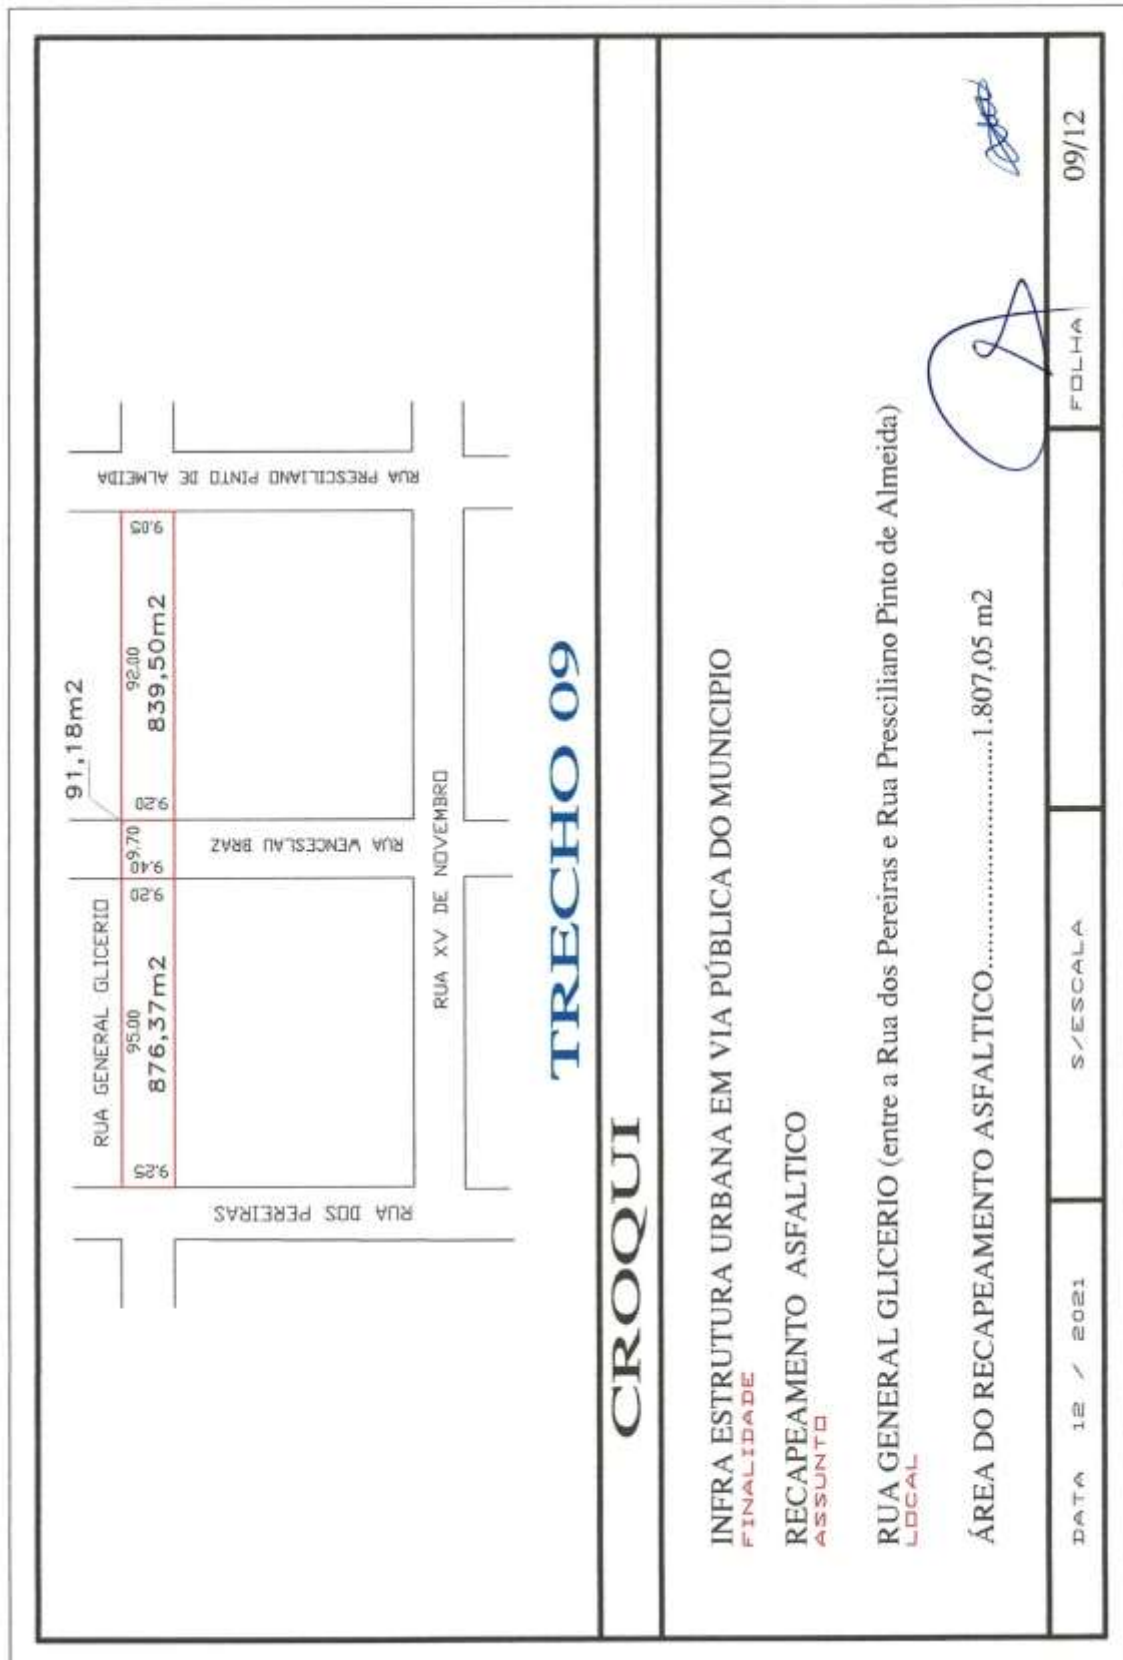 91,18m2
RUA GENERAL GLICERIO
95.00
9.70
92.00
9.25
876,37m2
9.20
9.40
9.20
839,50m2
9.05
RUA DOS PEREIRAS
RUA WENCESLAU BRAZ
RUA PRESCILIANO PINTO DE ALMEIDA
RUA XV DE NOVEMBRO
TRECHO 09
CROQUI
INFRA ESTRUTURA URBANA EM VIA PÚBLICA DO MUNICIPIO
FINALIDADE
RECAPEAMENTO ASFALTICO
ASSUNTO
RUA GENERAL GLICERIO (entre a Rua dos Pereiras e Rua Presciliano Pinto de Almeida)
LOCAL
ÁREA DO RECAPEAMENTO ASFALTICO..............................1.807,05 m2
DATA 12 / 2021
S/ESCALA
FOLHA
09/12